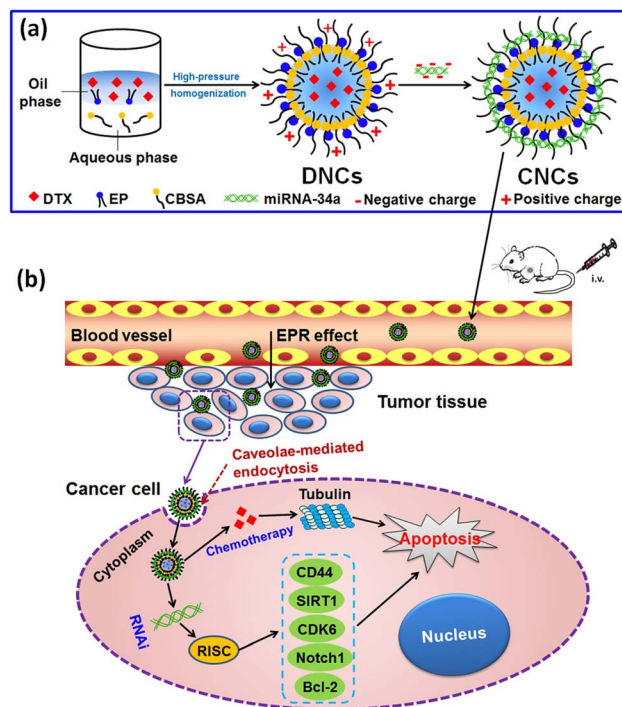 (a)
Oil
phase
Aqueous phase
High-pressure
homogenization
DNCs
CNCs
DTX EP CBSA miRNA-34a Negative charge Positive charge
i.v.
(b)
Blood vessel
EPR effect
Tumor tissue
Caveolae-mediated
endocytosis
Cancer cell
Cytoplasm
Chemotherapy
Tubulin
Apoptosis
RNAi
RISC
CD44
SIRT1
CDK6
Notch1
Bcl-2
Nucleus